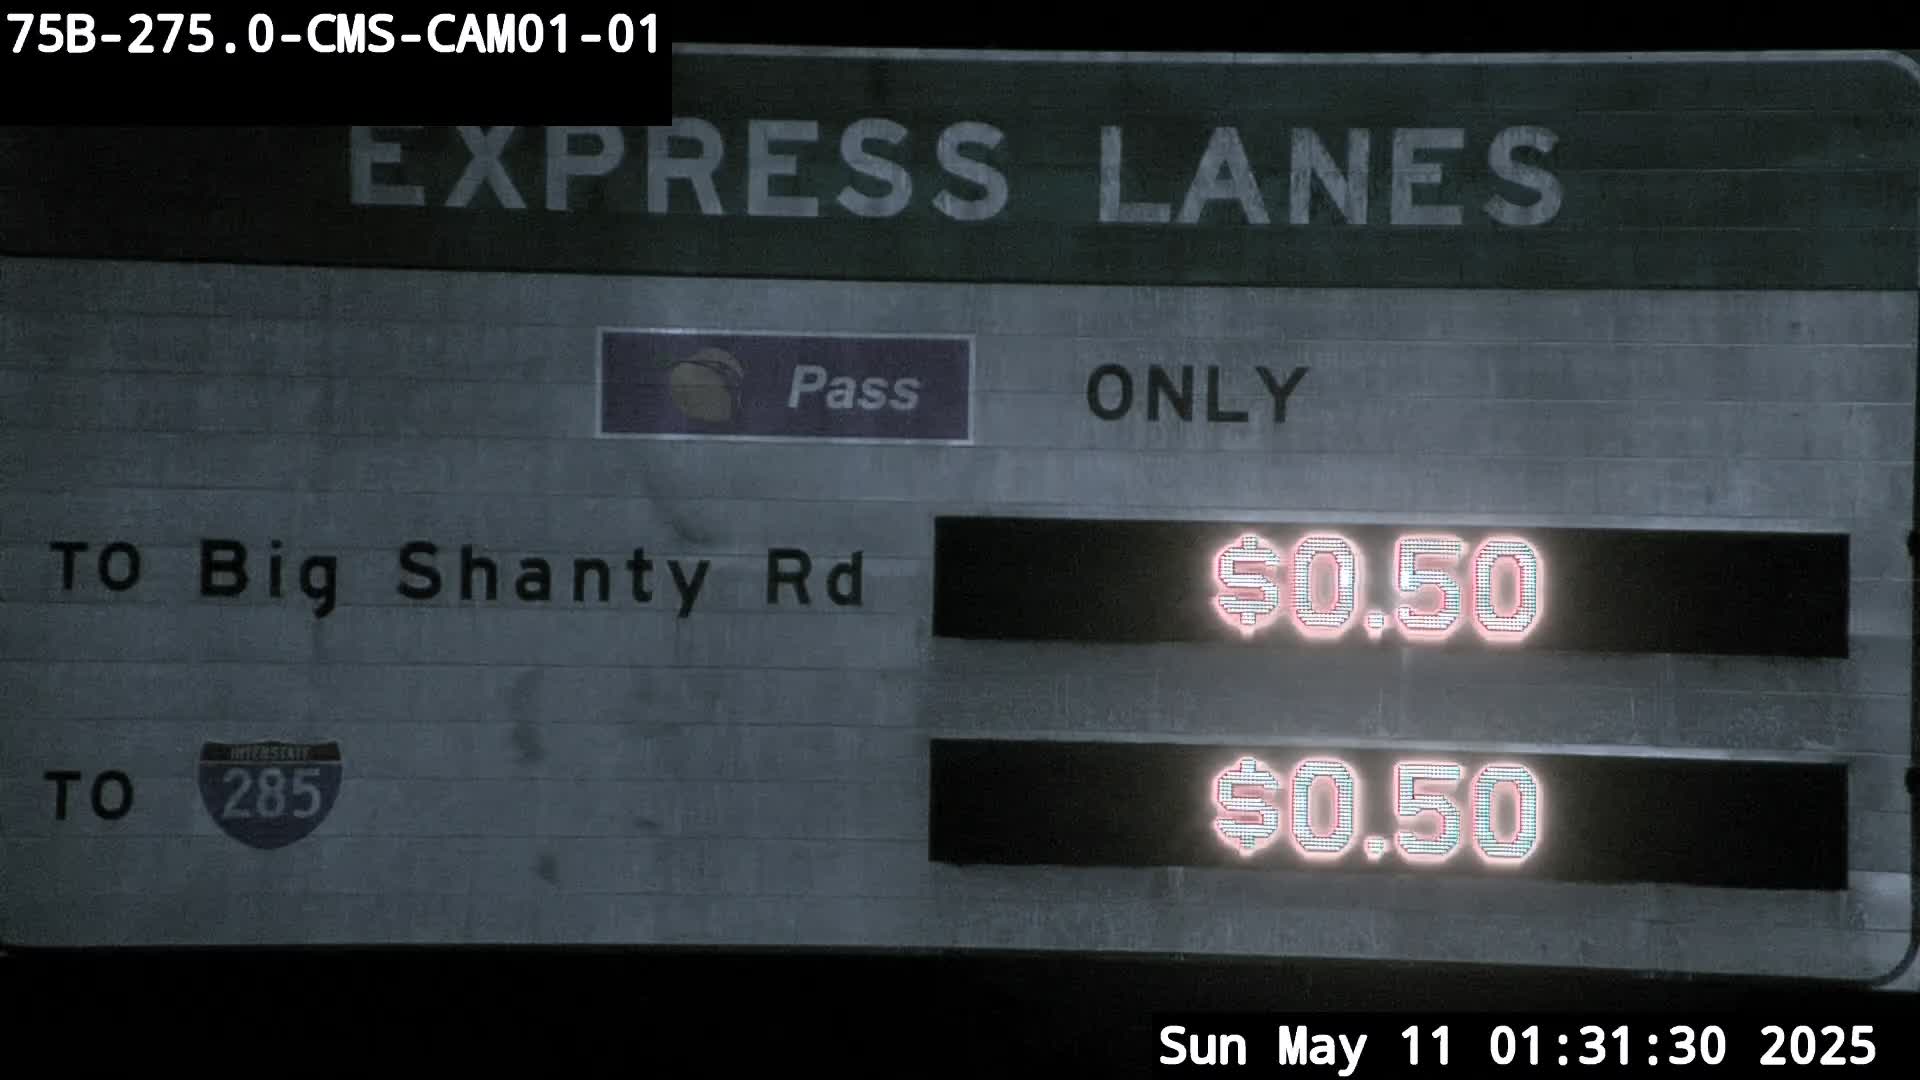 75B-275.0-CMS-CAM01-01
EXPRESS LANES
Pass ONLY
TO Big Shanty Rd $0.50
TO INTERSTATE 285 $0.50
Sun May 11 01:31:30 2025